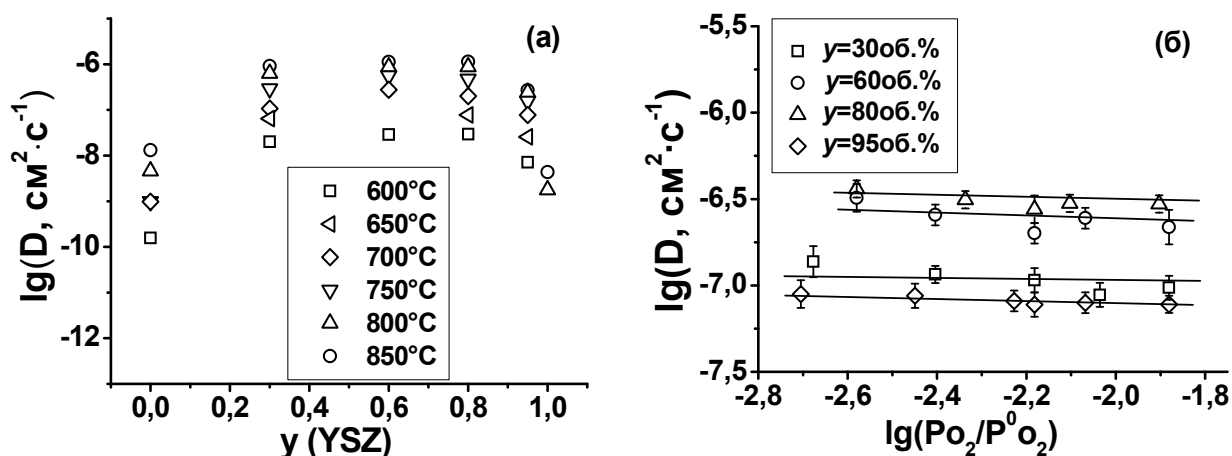 (а)
lg(D, см²·с⁻¹)
-6
-8
-10
-12
600°C
650°C
700°C
750°C
800°C
850°C
0,0 0,2 0,4 0,6 0,8 1,0
y (YSZ)
(б)
lg(D, см²·с⁻¹)
-5,5
-6,0
-6,5
-7,0
-7,5
y=30об.%
y=60об.%
y=80об.%
y=95об.%
-2,8 -2,6 -2,4 -2,2 -2,0 -1,8
lg(Po₂/P⁰o₂)